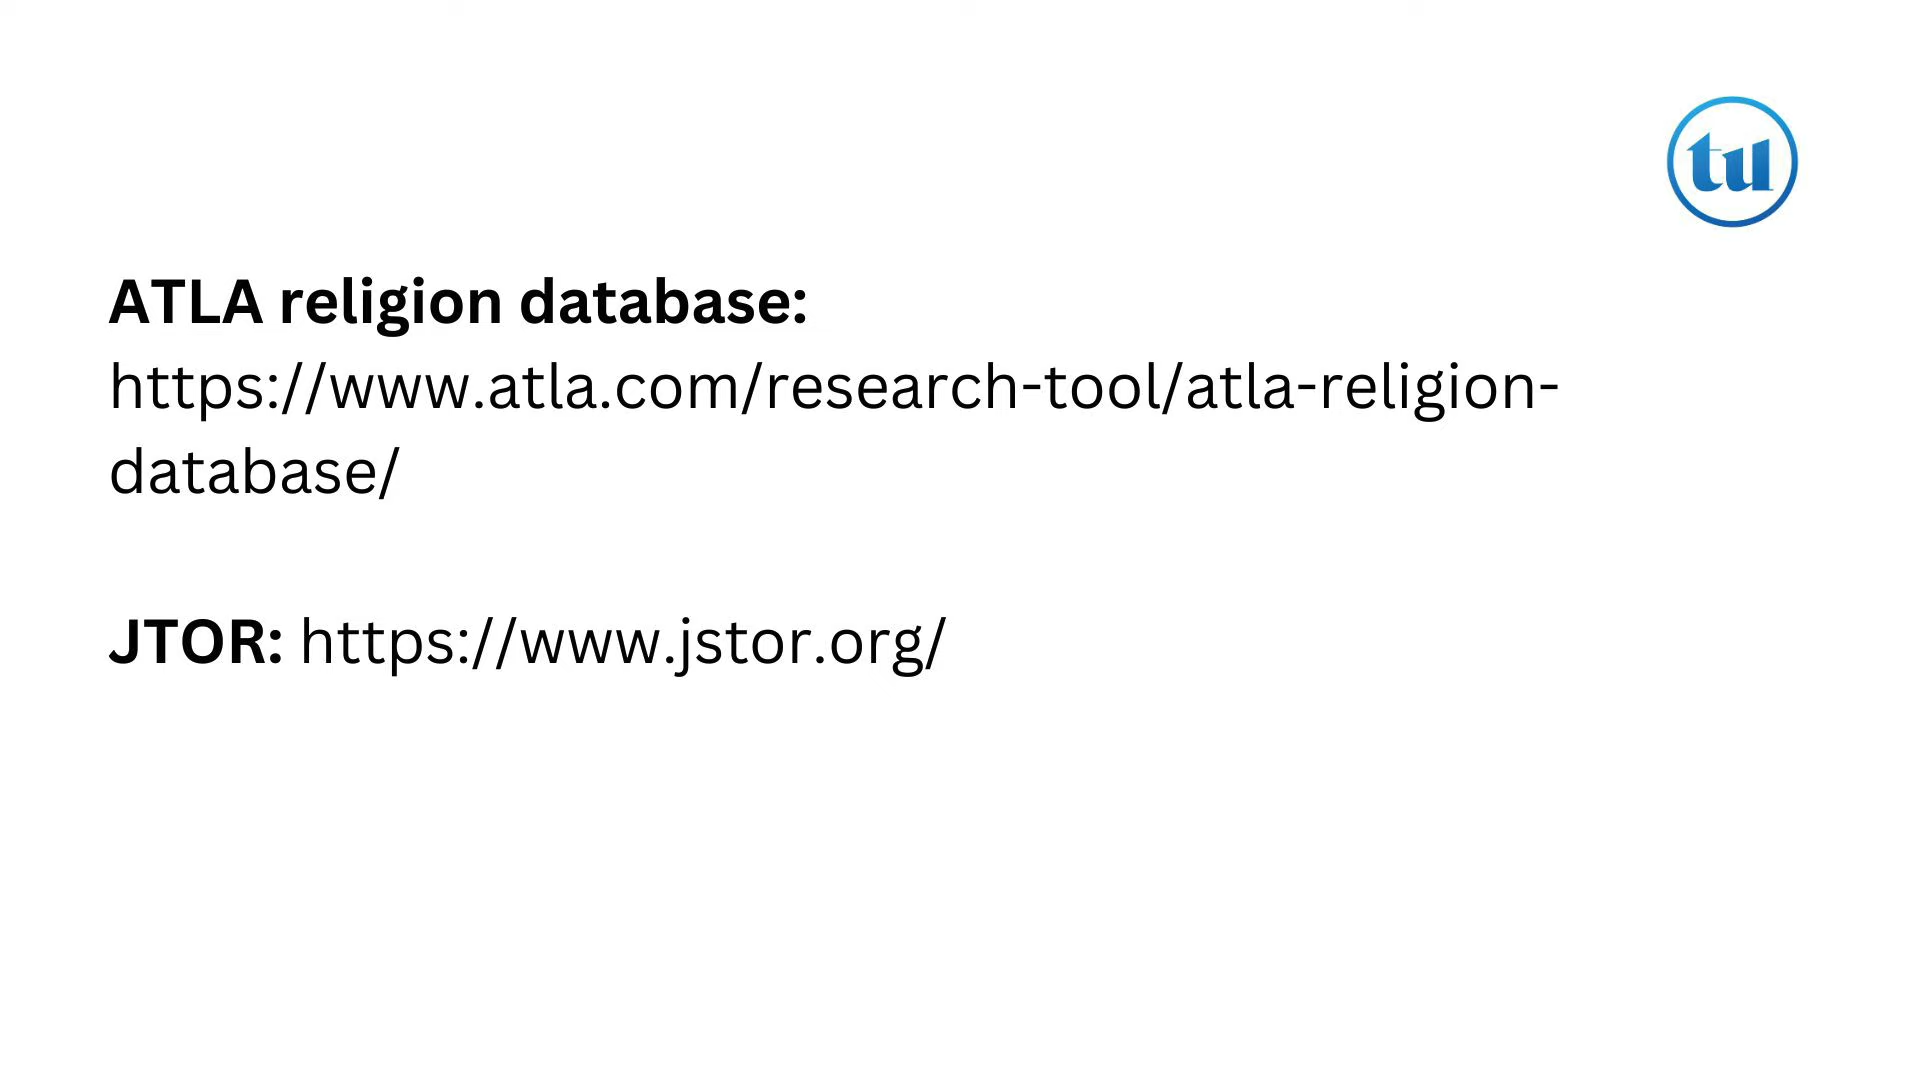 tu
ATLA religion database:
https://www.atla.com/research-tool/atla-religion-
database/
JTOR: https://www.jstor.org/